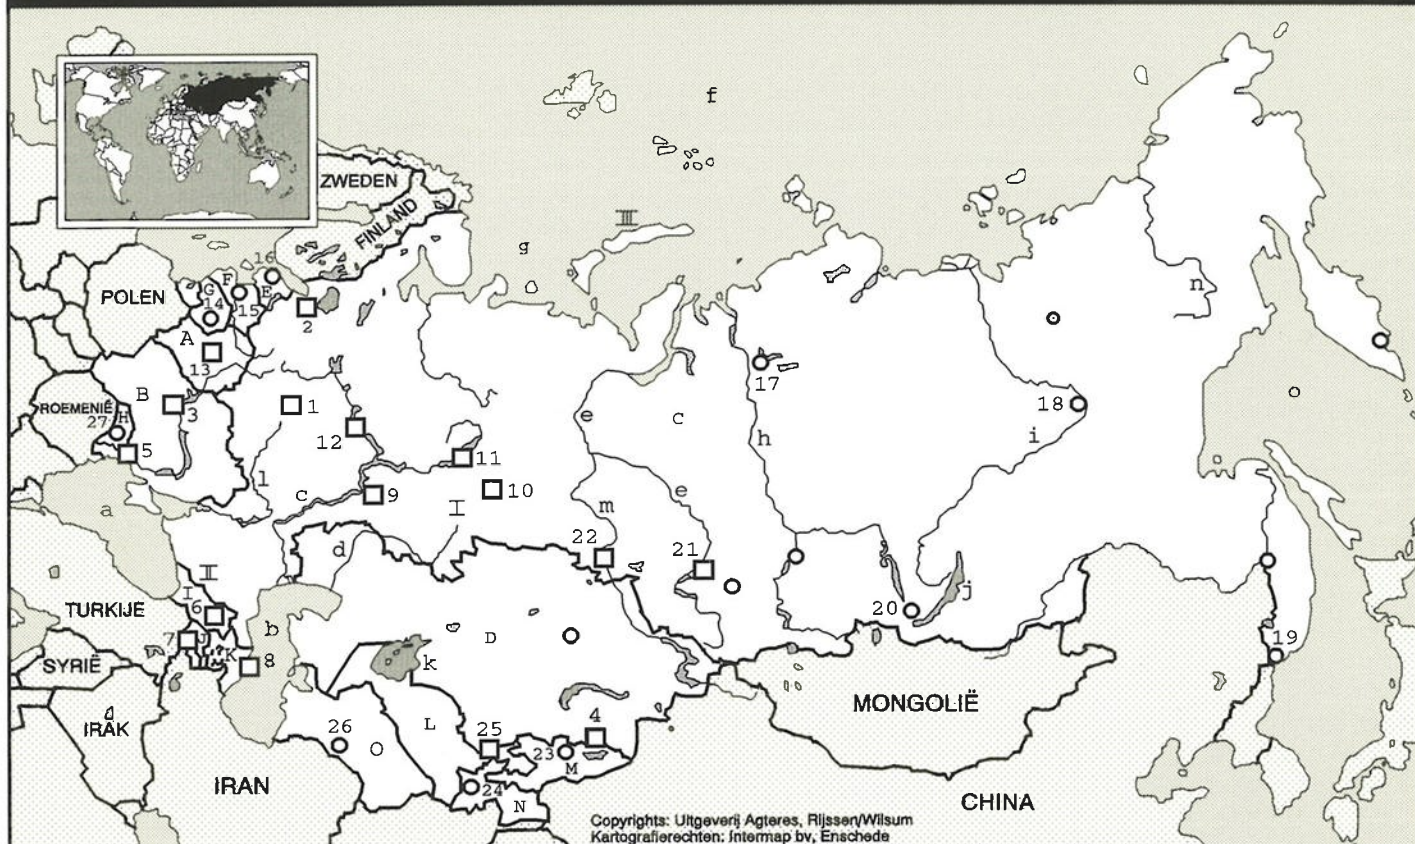 f
ZWEDEN
FINLAND
III
g
16
F
G
E
POLEN
14
15
n
2
A
13
17
B
ROEMENIË
H
27
3
1
e
c
h
18
i
12
5
11
l
c
9
I
10
e
m
a
d
22
21
II
I
6
j
20
TURKIJE
b
7
J
K
8
D
k
19
SYRIË
MONGOLIË
IRAK
26
O
L
25
4
23
M
IRAN
24
N
CHINA
Copyrights: Uitgeverij Agteres, Rijssen/Wilsum
Kartografierechten: Intermap bv, Enschede